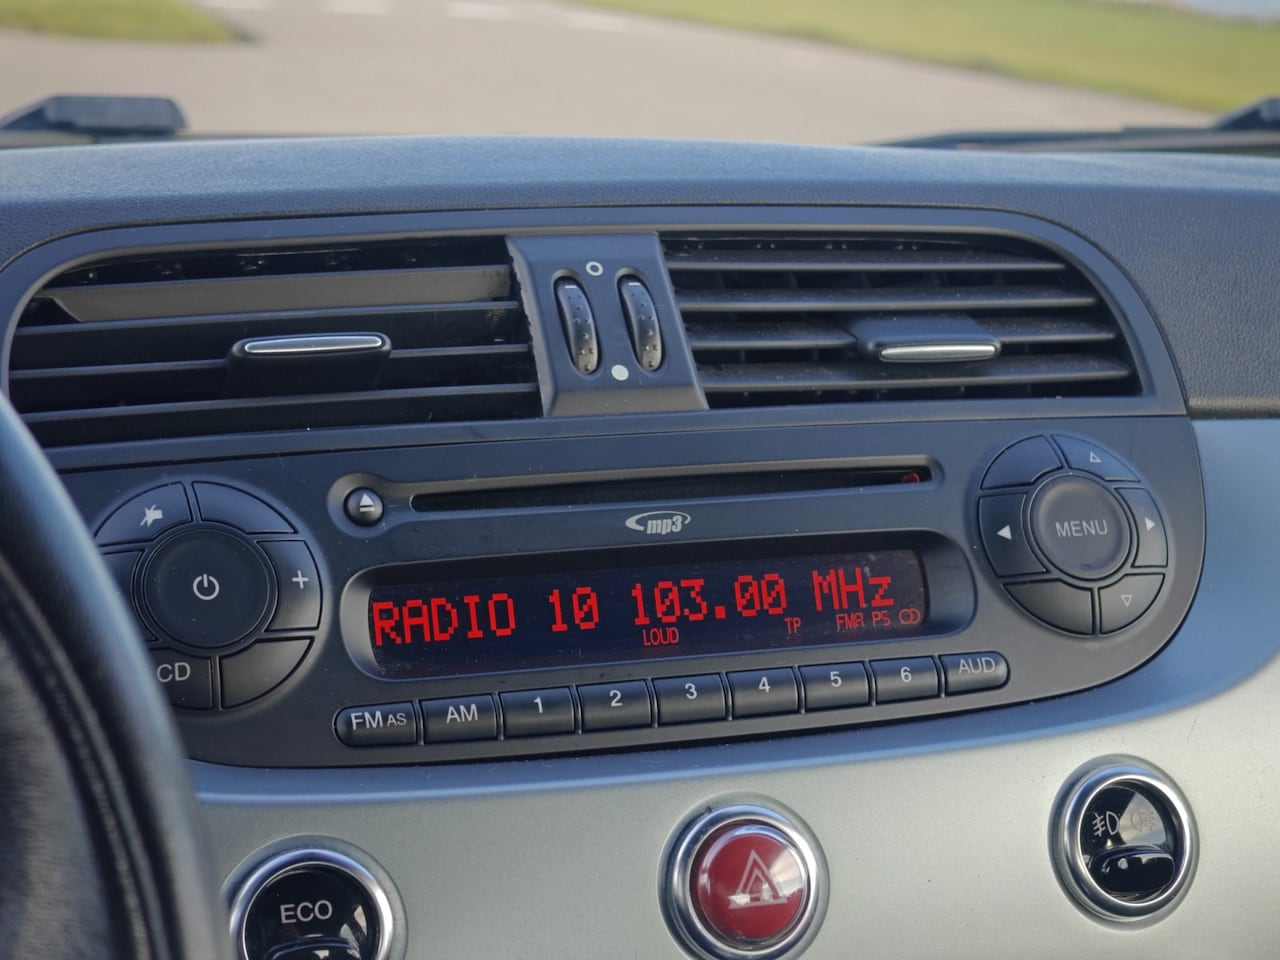 mp3
MENU
RADIO 10 103.00 MHz
LOUD TP FMR PS CD
CD
FM AS AM 1 2 3 4 5 6 AUD
ECO